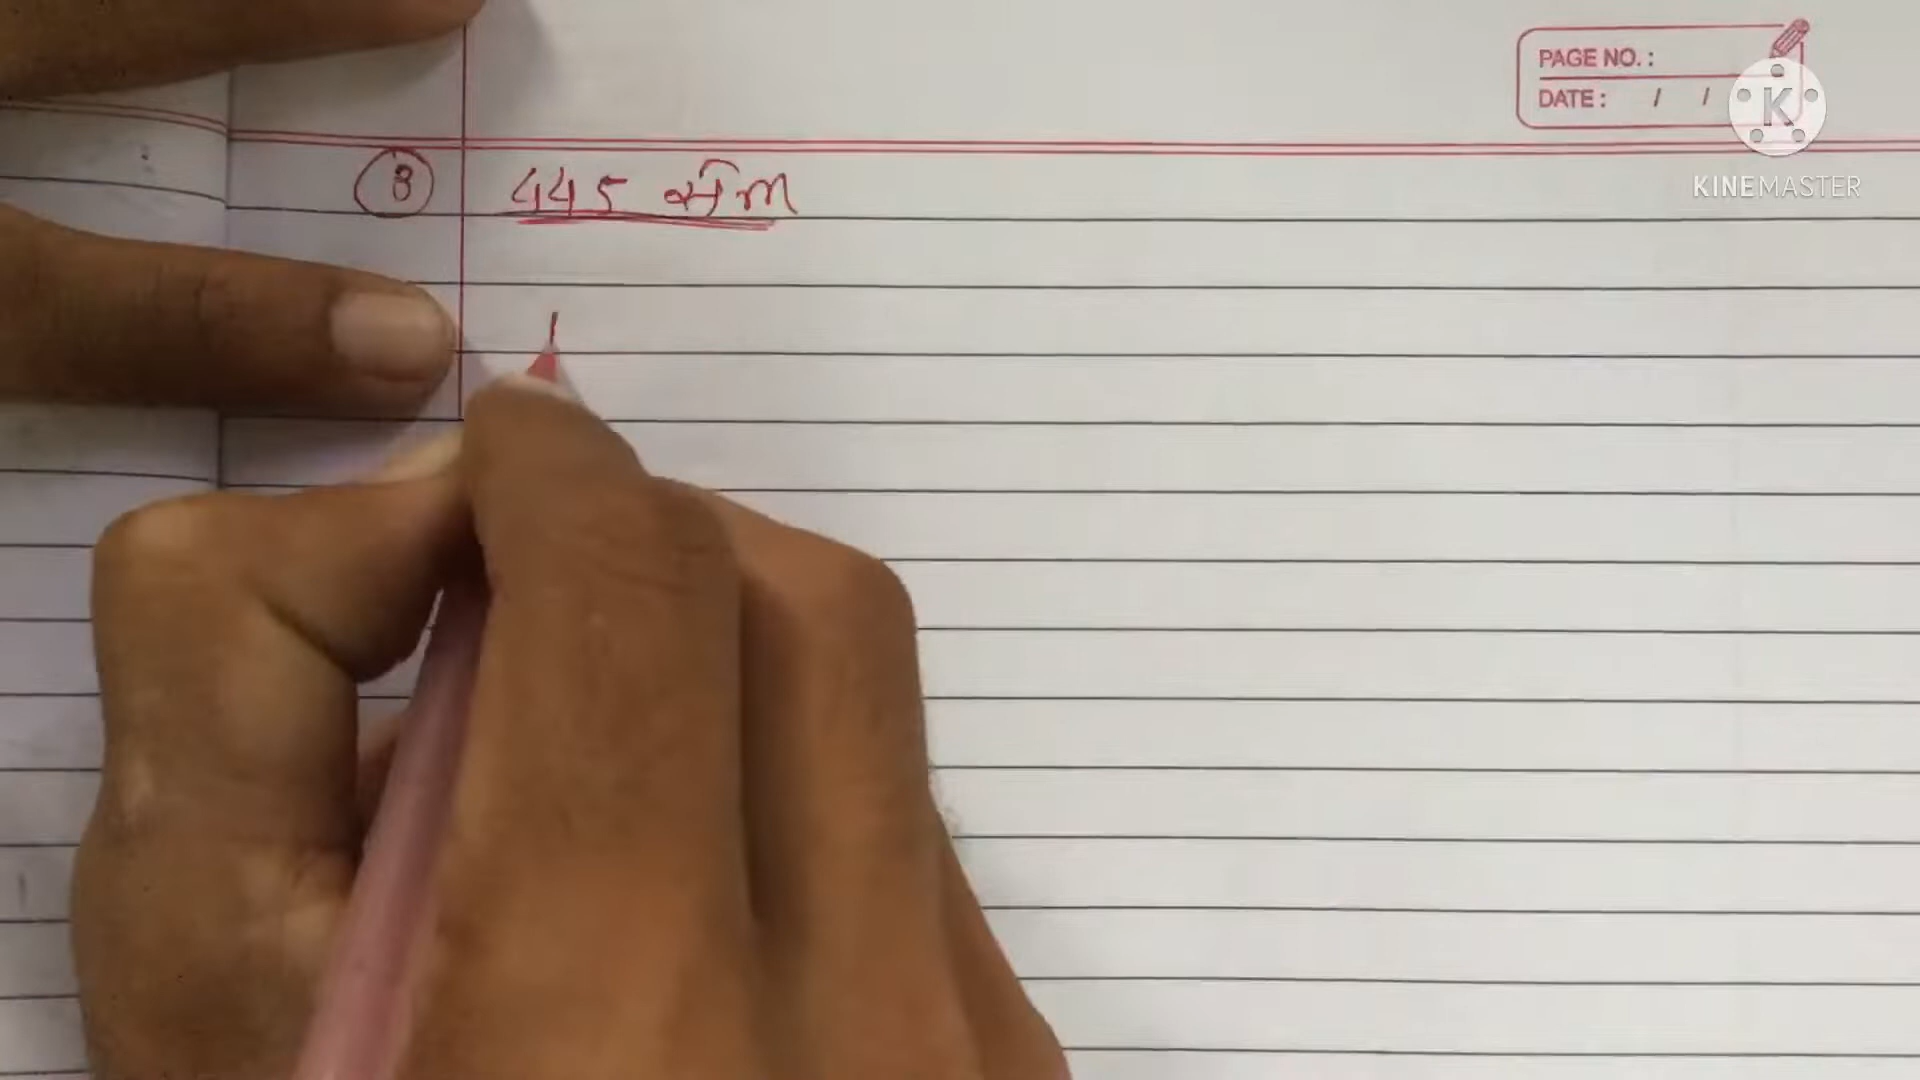 PAGE NO. :
DATE : / /
K
KINEMASTER
8 445